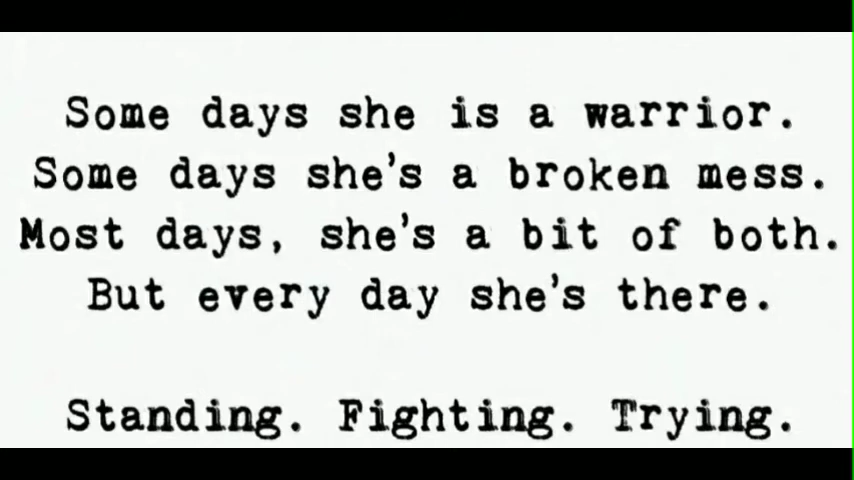 Some days she is a warrior.
Some days she's a broken mess.
Most days, she's a bit of both.
But every day she's there.
Standing. Fighting. Trying.